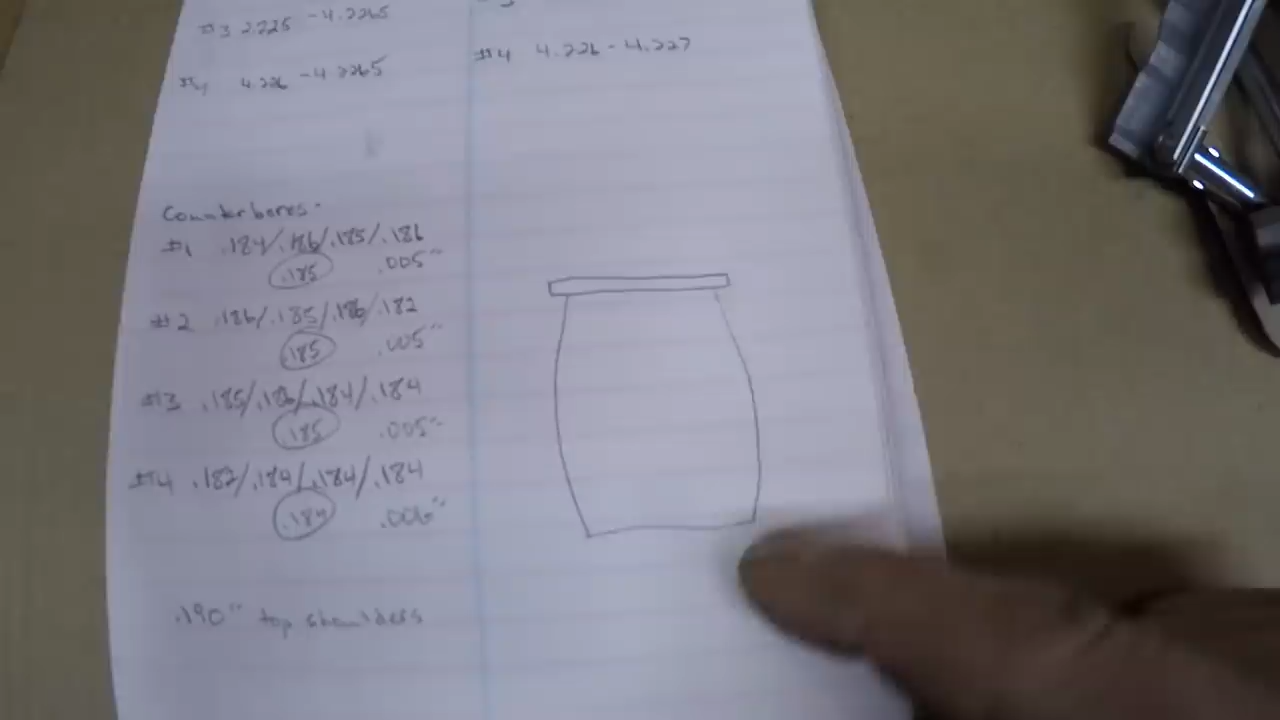 #3 2.225 - 4.2265
#4 4.226 - 4.2265
#4 4.226 - 4.227
Counterbores-
#1 .184/.186/.185/.186
.185 .005"
#2 .186/.185/.186/.182
.185 .005"
#3 .185/.186/.184/.184
.185 .005"
#4 .182/.184/.184/.184
.184 .006"
.190" top shoulders